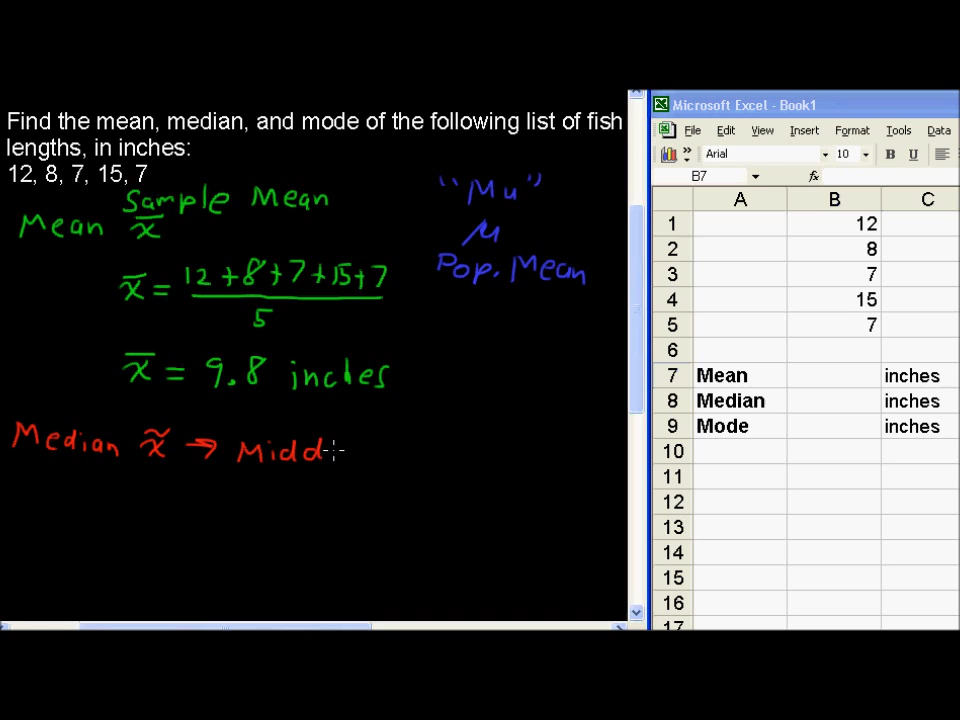 Find the mean, median, and mode of the following list of fish
lengths, in inches:
12, 8, 7, 15, 7
Sample Mean
Mean x̄
x̄ = 12 + 8 + 7 + 15 + 7
5
x̄ = 9.8 inches
Median x̃ → Midd
"Mu"
μ
Pop. Mean
Microsoft Excel - Book1
File Edit View Insert Format Tools Data
Arial 10 B U
B7 fx
A B C
1 12
2 8
3 7
4 15
5 7
6
7 Mean inches
8 Median inches
9 Mode inches
10
11
12
13
14
15
16
17